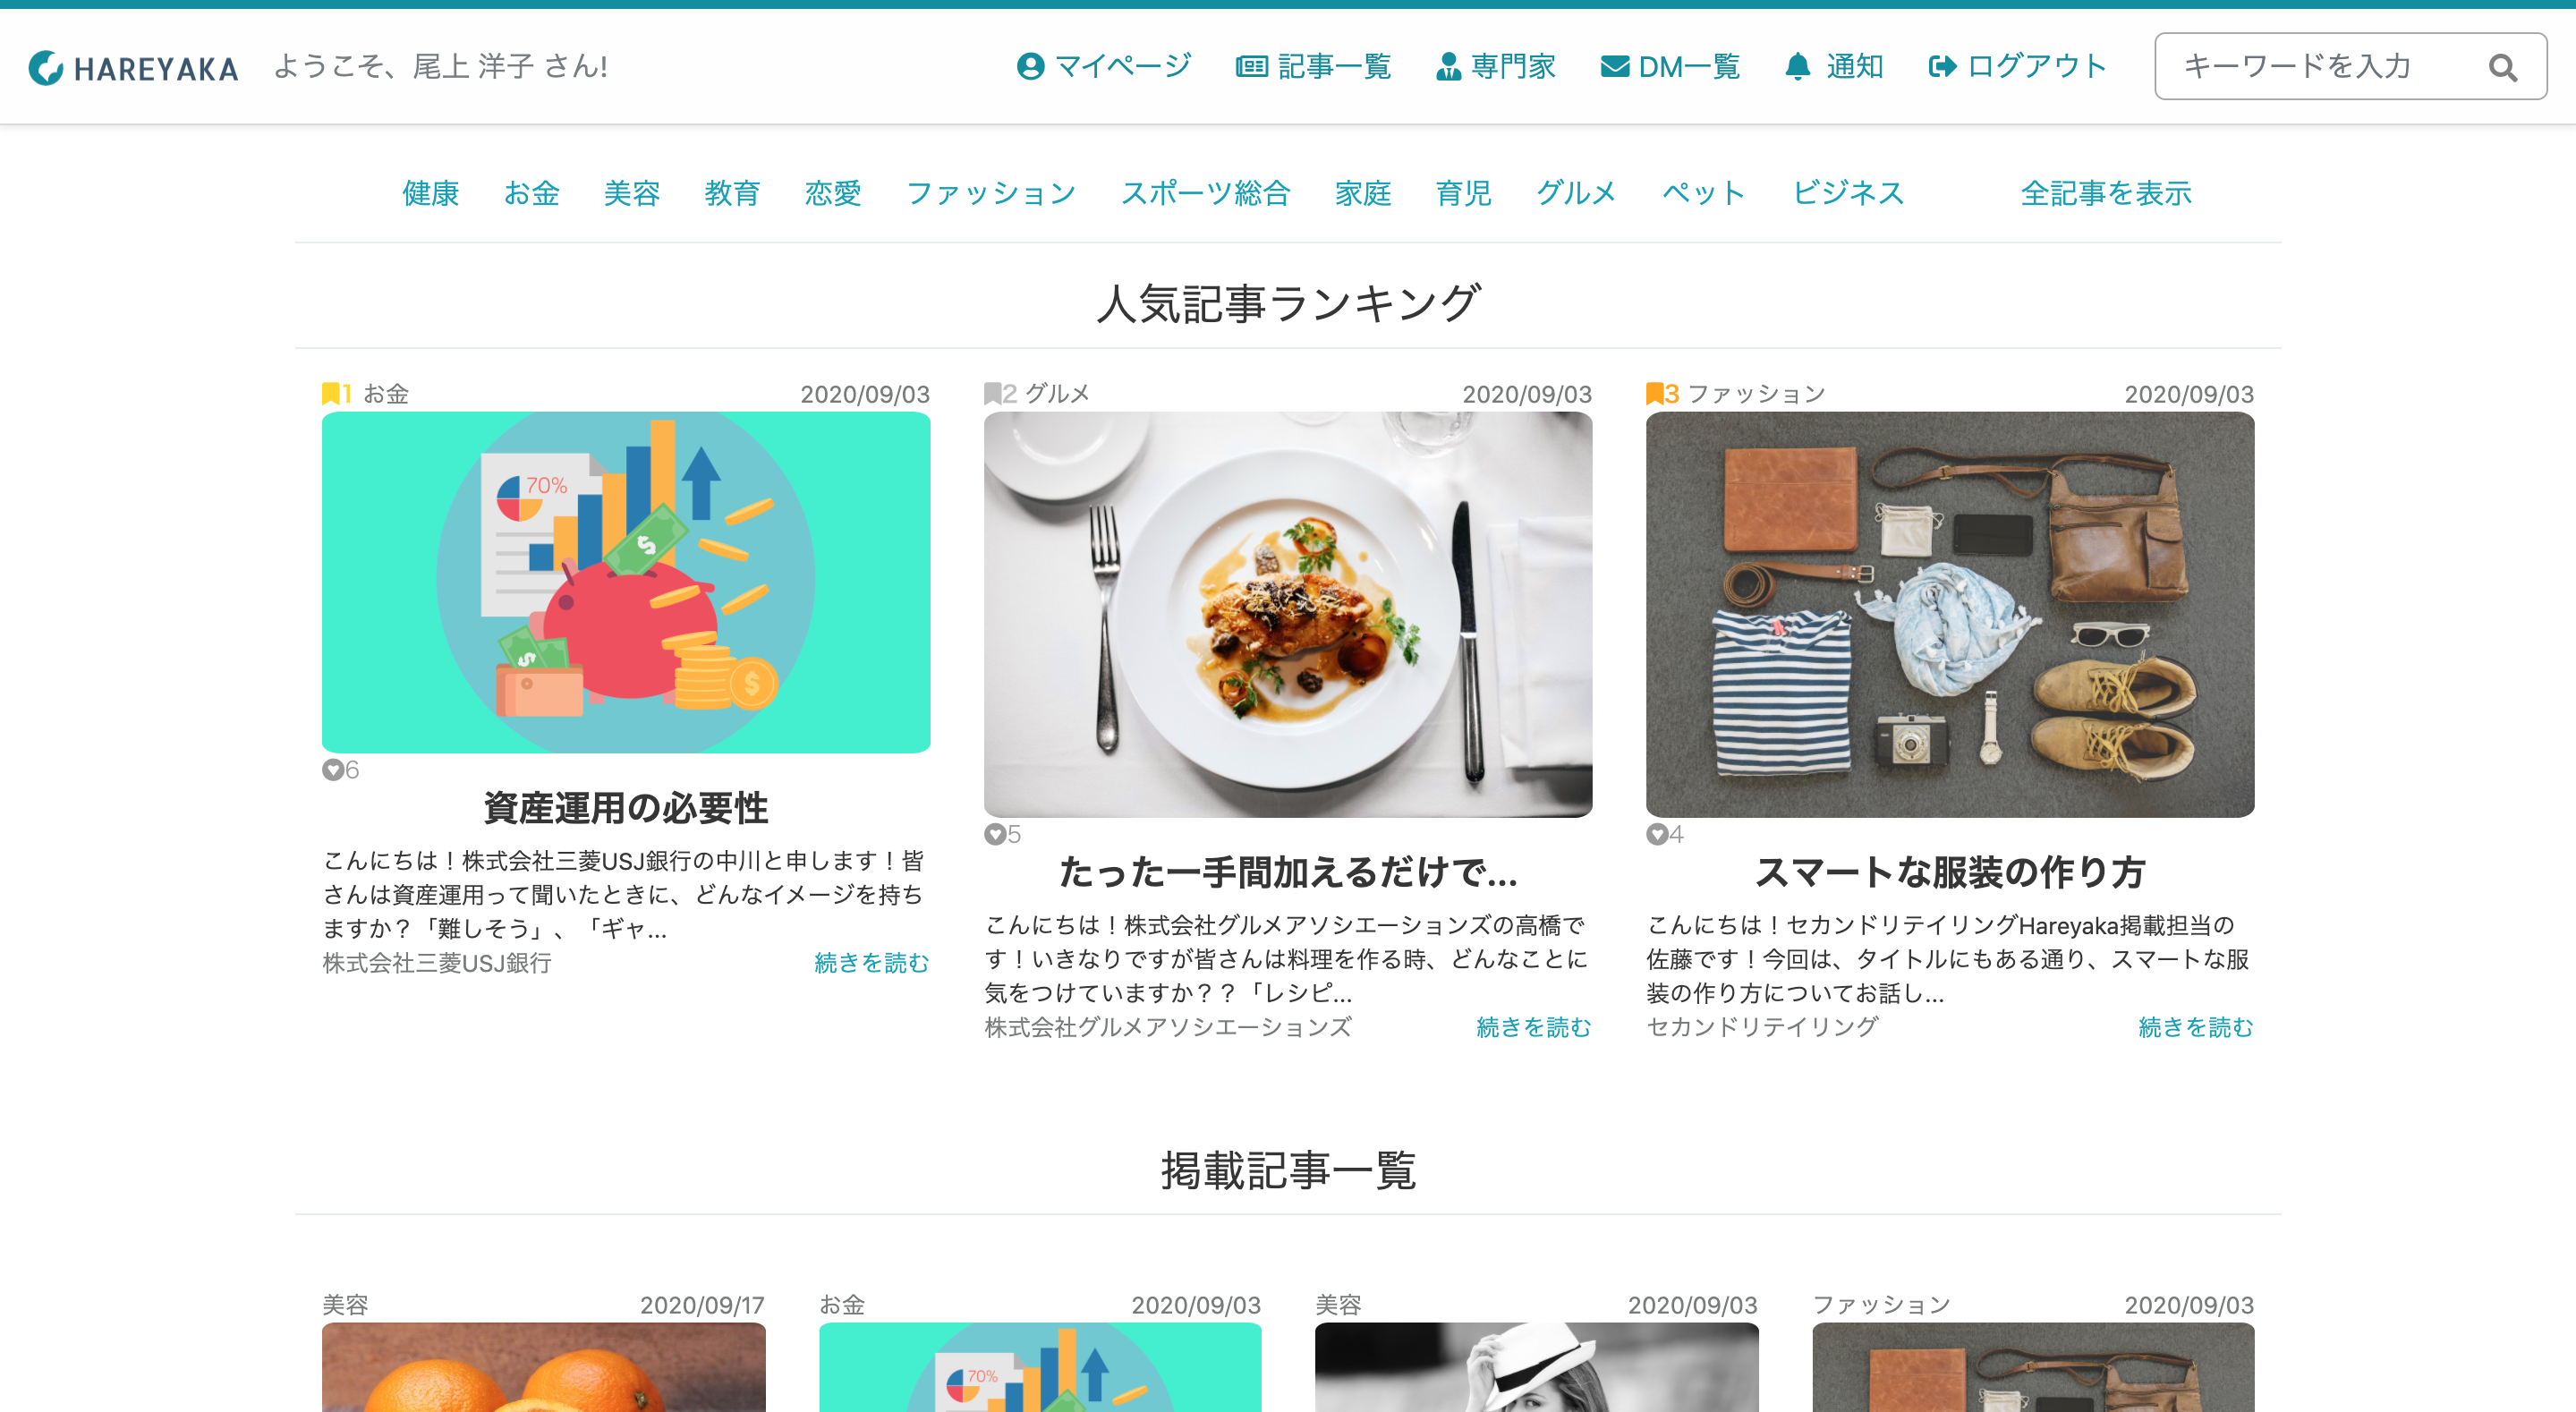 HAREYAKA ようこそ、尾上 洋子 さん! マイページ 記事一覧 専門家 DM一覧 通知 ログアウト キーワードを入力
健康 お金 美容 教育 恋愛 ファッション スポーツ総合 家庭 育児 グルメ ペット ビジネス 全記事を表示
人気記事ランキング
1 お金 2020/09/03
70%
6
資産運用の必要性
こんにちは！株式会社三菱USJ銀行の中川と申します！皆
さんは資産運用って聞いたときに、どんなイメージを持ち
ますか？「難しそう」、「ギャ...
株式会社三菱USJ銀行 続きを読む
2 グルメ 2020/09/03
5
たった一手間加えるだけで...
こんにちは！株式会社グルメアソシエーションズの高橋で
す！いきなりですが皆さんは料理を作る時、どんなことに
気をつけていますか？？「レシピ...
株式会社グルメアソシエーションズ 続きを読む
3 ファッション 2020/09/03
4
スマートな服装の作り方
こんにちは！セカンドリテイリングHareyaka掲載担当の
佐藤です！今回は、タイトルにもある通り、スマートな服
装の作り方についてお話し...
セカンドリテイリング 続きを読む
掲載記事一覧
美容 2020/09/17
お金 2020/09/03
70%
美容 2020/09/03
ファッション 2020/09/03